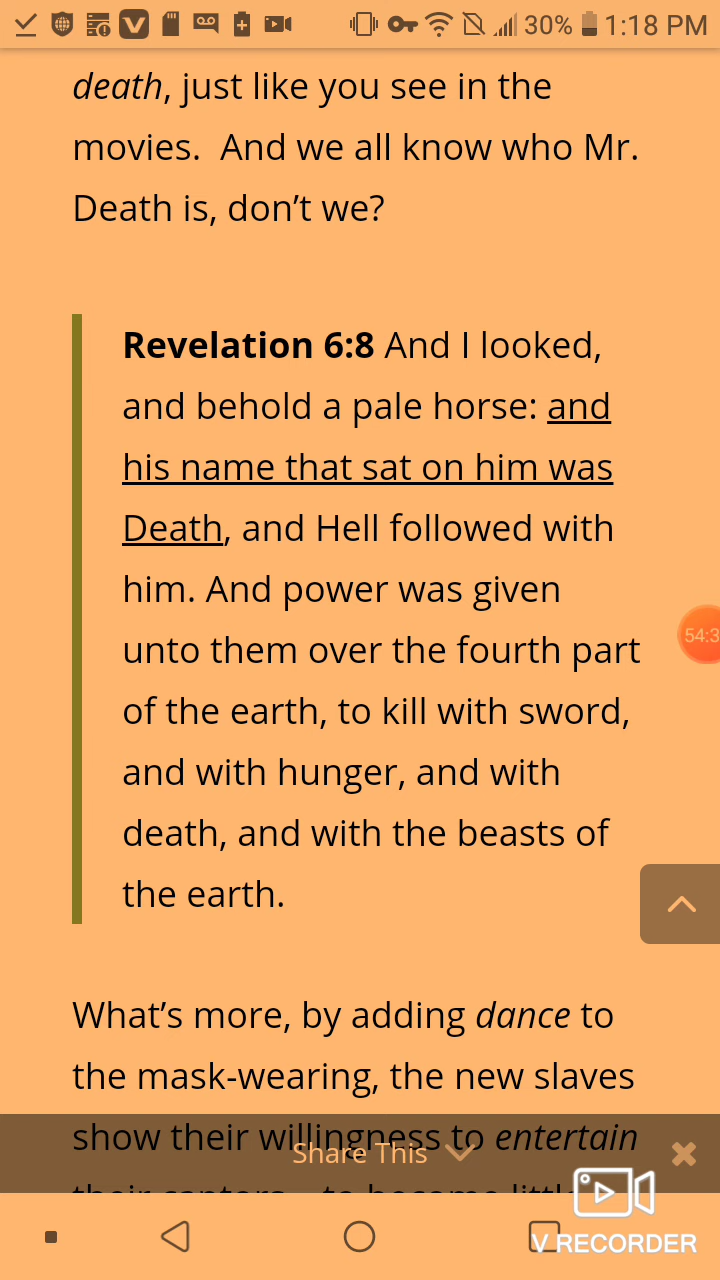 30% 1:18 PM
death, just like you see in the
movies. And we all know who Mr.
Death is, don’t we?
Revelation 6:8 And I looked,
and behold a pale horse: and
his name that sat on him was
Death, and Hell followed with
him. And power was given
unto them over the fourth part
of the earth, to kill with sword,
and with hunger, and with
death, and with the beasts of
the earth.
54:3
What’s more, by adding dance to
the mask-wearing, the new slaves
show their willingness to entertain
Share This
V RECORDER